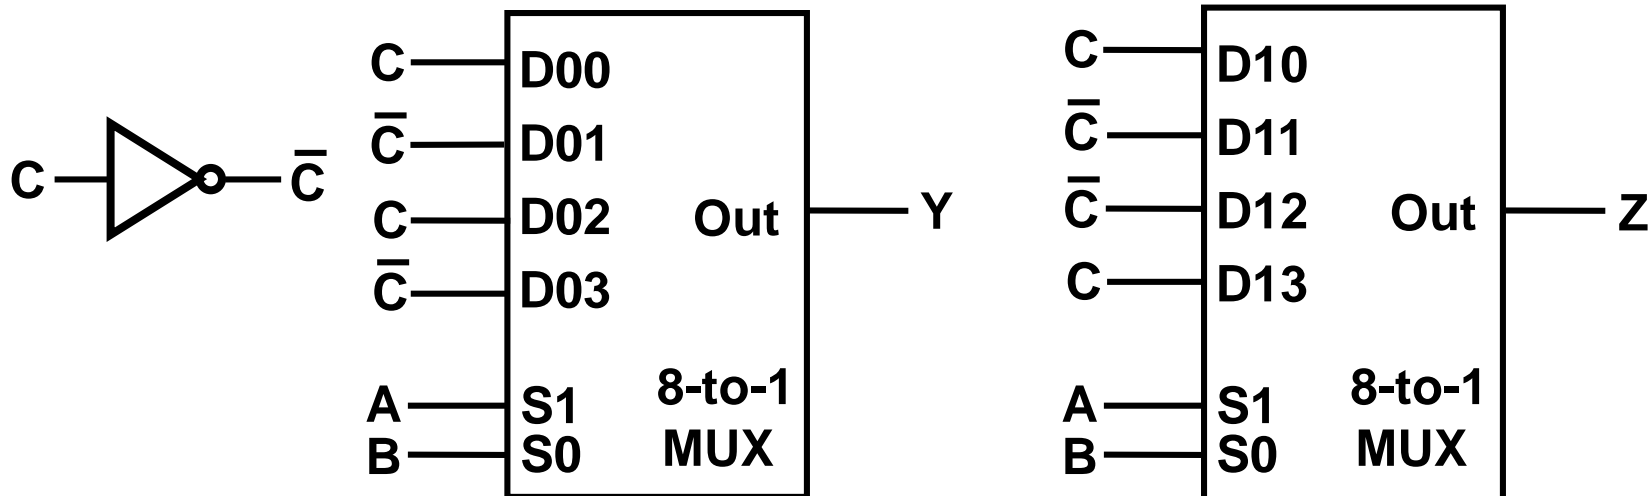 C
C̅
C D00
C̅ D01
C D02
C̅ D03
Out Y
A S1
B S0
8-to-1
MUX
C D10
C̅ D11
C̅ D12
C D13
Out Z
A S1
B S0
8-to-1
MUX